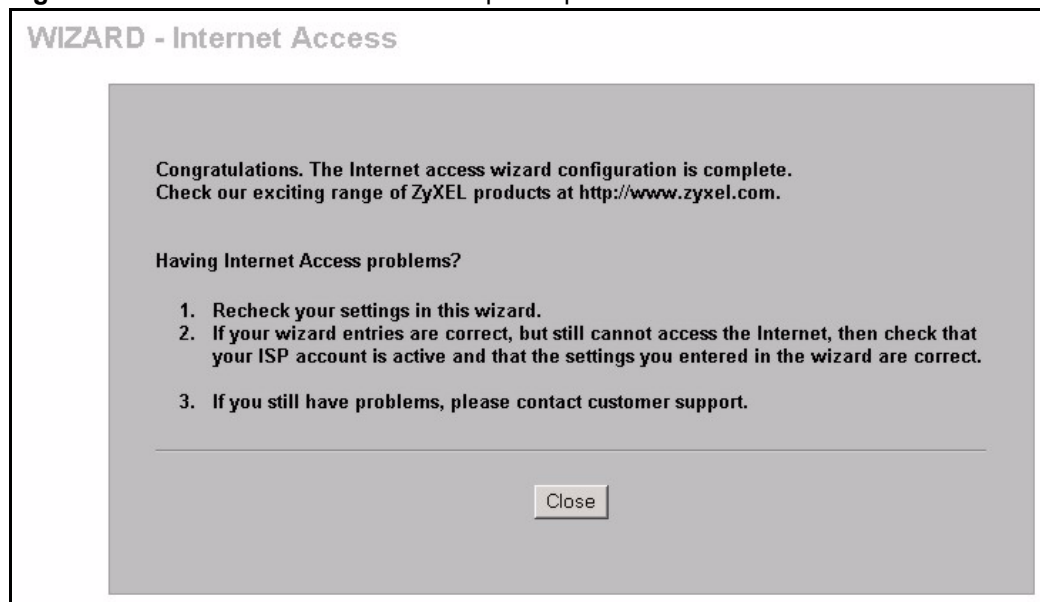 WIZARD - Internet Access
Congratulations. The Internet access wizard configuration is complete.
Check our exciting range of ZyXEL products at http://www.zyxel.com.
Having Internet Access problems?
1. Recheck your settings in this wizard.
2. If your wizard entries are correct, but still cannot access the Internet, then check that
your ISP account is active and that the settings you entered in the wizard are correct.
3. If you still have problems, please contact customer support.
Close